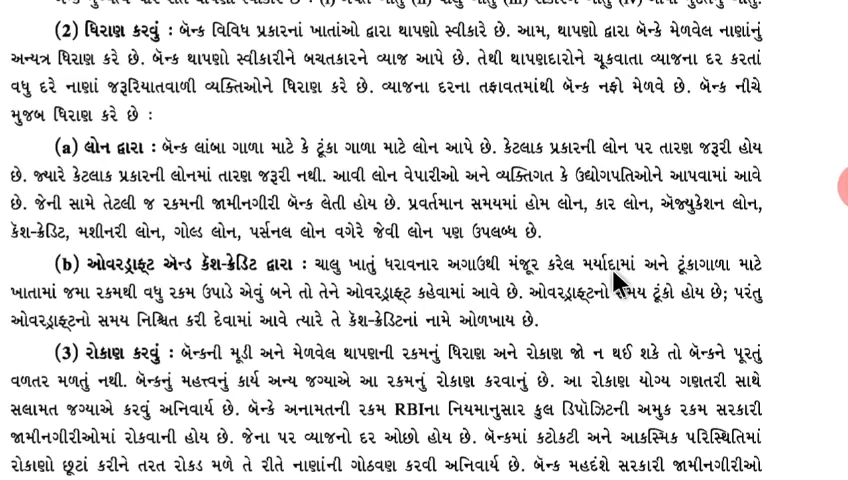 (2) ધિરાણ કરવું : બૅન્ક વિવિધ પ્રકારનાં ખાતાંઓ દ્વારા થાપણો સ્વીકારે છે. આમ, થાપણો દ્વારા બૅન્કે મેળવેલ નાણાંનું
અન્યત્ર ધિરાણ કરે છે. બૅન્ક થાપણો સ્વીકારીને બચતકારને વ્યાજ આપે છે. તેથી થાપણદારોને ચૂકવાતા વ્યાજના દર કરતાં
વધુ દરે નાણાં જરૂરિયાતવાળી વ્યક્તિઓને ધિરાણ કરે છે. વ્યાજના દરના તફાવતમાંથી બૅન્ક નફો મેળવે છે. બૅન્ક નીચે
મુજબ ધિરાણ કરે છે :
(a) લોન દ્વારા : બૅન્ક લાંબા ગાળા માટે કે ટૂંકા ગાળા માટે લોન આપે છે. કેટલાક પ્રકારની લોન પર તારણ જરૂરી હોય
છે. જ્યારે કેટલાક પ્રકારની લોનમાં તારણ જરૂરી નથી. આવી લોન વેપારીઓ અને વ્યક્તિગત કે ઉદ્યોગપતિઓને આપવામાં આવે
છે. જેની સામે તેટલી જ રકમની જામીનગીરી બૅન્ક લેતી હોય છે. પ્રવર્તમાન સમયમાં હોમ લોન, કાર લોન, ઍજ્યુકેશન લોન,
કૅશ-ક્રેડિટ, મશીનરી લોન, ગોલ્ડ લોન, પર્સનલ લોન વગેરે જેવી લોન પણ ઉપલબ્ધ છે.
(b) ઓવરડ્રાફ્ટ ઍન્ડ કૅશ-ક્રેડિટ દ્વારા : ચાલુ ખાતું ધરાવનાર અગાઉથી મંજૂર કરેલ મર્યાદામાં અને ટૂંકાગાળા માટે
ખાતામાં જમા રકમથી વધુ રકમ ઉપાડે એવું બને તો તેને ઓવરડ્રાફ્ટ કહેવામાં આવે છે. ઓવરડ્રાફ્ટનો સમય ટૂંકો હોય છે; પરંતુ
ઓવરડ્રાફ્ટનો સમય નિશ્ચિત કરી દેવામાં આવે ત્યારે તે કૅશ-ક્રેડિટનાં નામે ઓળખાય છે.
(3) રોકાણ કરવું : બૅન્કની મૂડી અને મેળવેલ થાપણની રકમનું ધિરાણ અને રોકાણ જો ન થઈ શકે તો બૅન્કને પૂરતું
વળતર મળતું નથી. બૅન્કનું મહત્ત્વનું કાર્ય અન્ય જગ્યાએ આ રકમનું રોકાણ કરવાનું છે. આ રોકાણ યોગ્ય ગણતરી સાથે
સલામત જગ્યાએ કરવું અનિવાર્ય છે. બૅન્કે અનામતની રકમ RBIના નિયમાનુસાર કુલ ડિપૉઝિટની અમુક રકમ સરકારી
જામીનગીરીઓમાં રોકવાની હોય છે. જેના પર વ્યાજનો દર ઓછો હોય છે. બૅન્કમાં કટોકટી અને આકસ્મિક પરિસ્થિતિમાં
રોકાણો છૂટાં કરીને તરત રોકડ મળે તે રીતે નાણાંની ગોઠવણ કરવી અનિવાર્ય છે. બૅન્ક મહદંશે સરકારી જામીનગીરીઓ